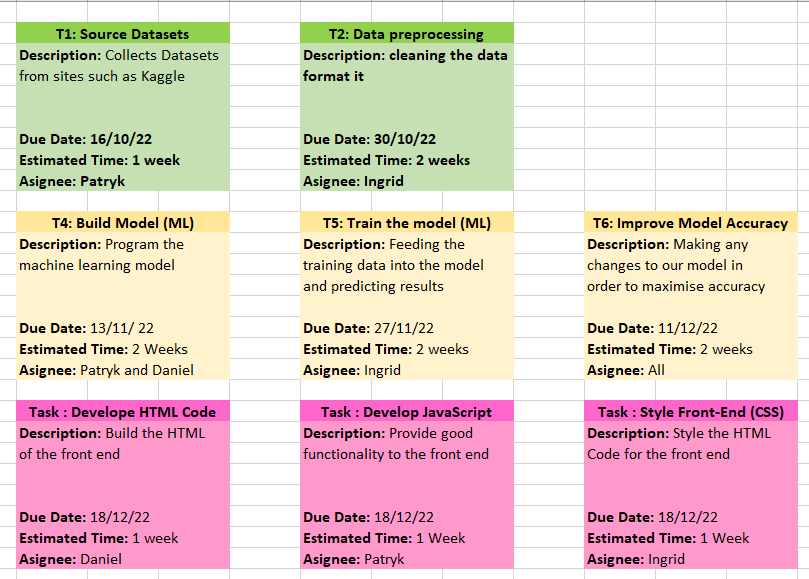 T1: Source Datasets
Description: Collects Datasets
from sites such as Kaggle
Due Date: 16/10/22
Estimated Time: 1 week
Asignee: Patryk
T2: Data preprocessing
Description: cleaning the data
format it
Due Date: 30/10/22
Estimated Time: 2 weeks
Asignee: Ingrid
T4: Build Model (ML)
Description: Program the
machine learning model
Due Date: 13/11/ 22
Estimated Time: 2 Weeks
Asignee: Patryk and Daniel
T5: Train the model (ML)
Description: Feeding the
training data into the model
and predicting results
Due Date: 27/11/22
Estimated Time: 2 weeks
Asignee: Ingrid
T6: Improve Model Accuracy
Description: Making any
changes to our model in
order to maximise accuracy
Due Date: 11/12/22
Estimated Time: 2 weeks
Asignee: All
Task : Develope HTML Code
Description: Build the HTML
of the front end
Due Date: 18/12/22
Estimated Time: 1 week
Asignee: Daniel
Task : Develop JavaScript
Description: Provide good
functionality to the front end
Due Date: 18/12/22
Estimated Time: 1 Week
Asignee: Patryk
Task : Style Front-End (CSS)
Description: Style the HTML
Code for the front end
Due Date: 18/12/22
Estimated Time: 1 Week
Asignee: Ingrid